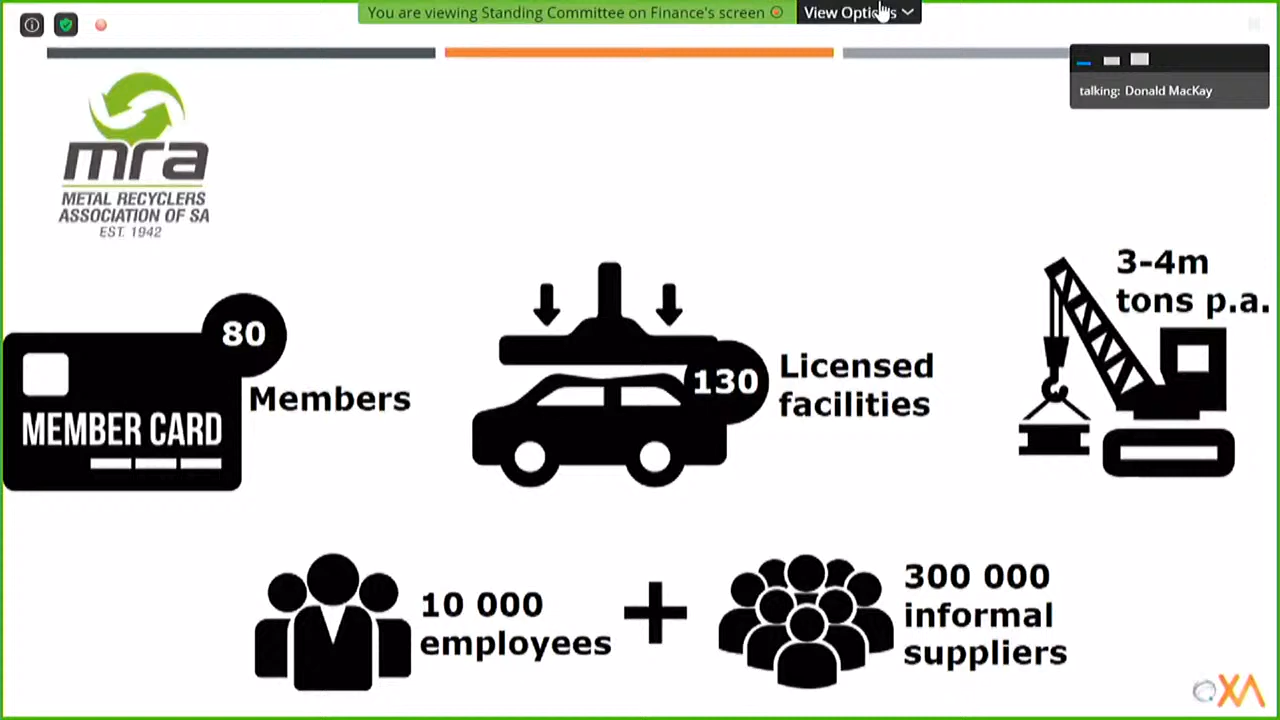 You are viewing Standing Committee on Finance's screen
View Options
talking: Donald MacKay
mra
METAL RECYCLERS
ASSOCIATION OF SA
EST. 1942
80
Members
MEMBER CARD
130
Licensed
facilities
3-4m
tons p.a.
10 000
employees
300 000
informal
suppliers
XA